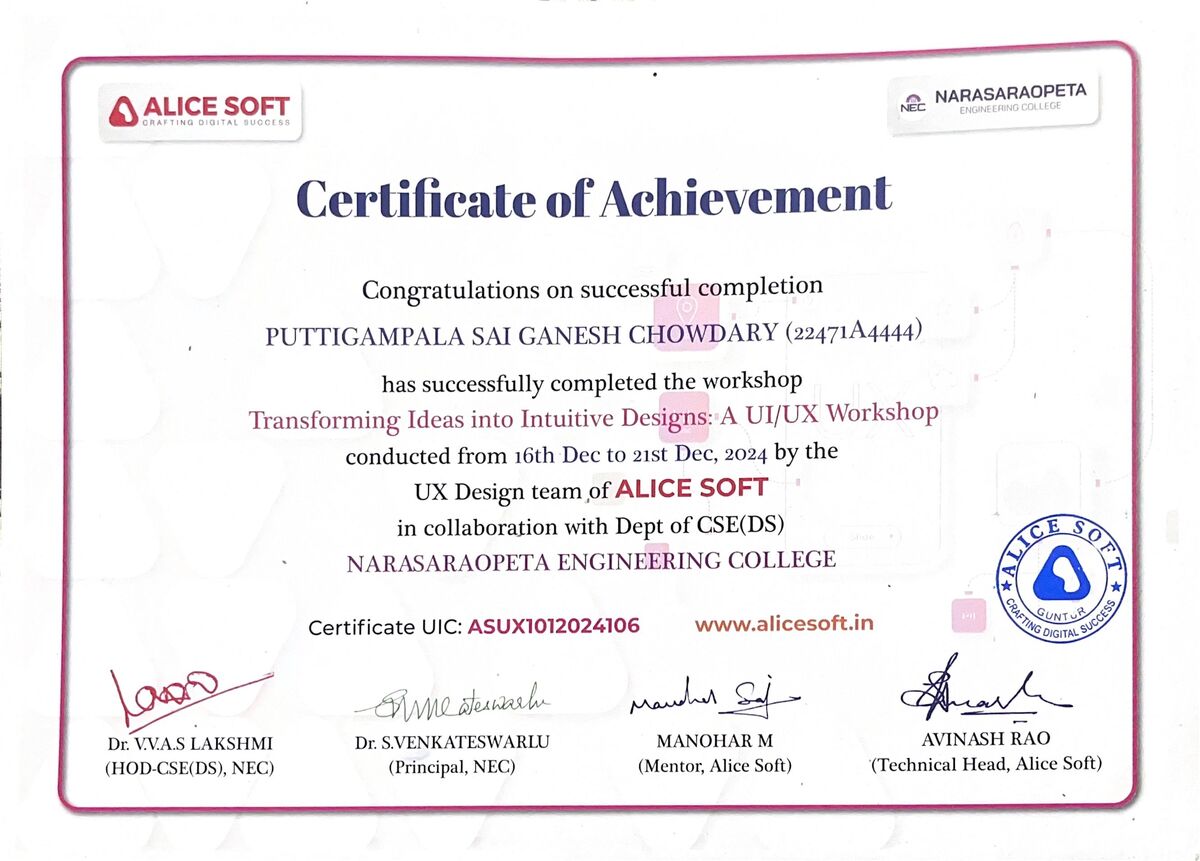 ALICE SOFT
CRAFTING DIGITAL SUCCESS
NEC
NARASARAOPETA
ENGINEERING COLLEGE
Certificate of Achievement
Congratulations on successful completion
PUTTIGAMPALA SAI GANESH CHOWDARY (22471A4444)
has successfully completed the workshop
Transforming Ideas into Intuitive Designs: A UI/UX Workshop
conducted from 16th Dec to 21st Dec, 2024 by the
UX Design team of ALICE SOFT
in collaboration with Dept of CSE(DS)
NARASARAOPETA ENGINEERING COLLEGE
ALICE SOFT
GUNTUR
CRAFTING DIGITAL SUCCESS
Certificate UIC: ASUX1012024106 www.alicesoft.in
Dr. V.V.A.S LAKSHMI
(HOD-CSE(DS), NEC)
Dr. S.VENKATESWARLU
(Principal, NEC)
MANOHAR M
(Mentor, Alice Soft)
AVINASH RAO
(Technical Head, Alice Soft)